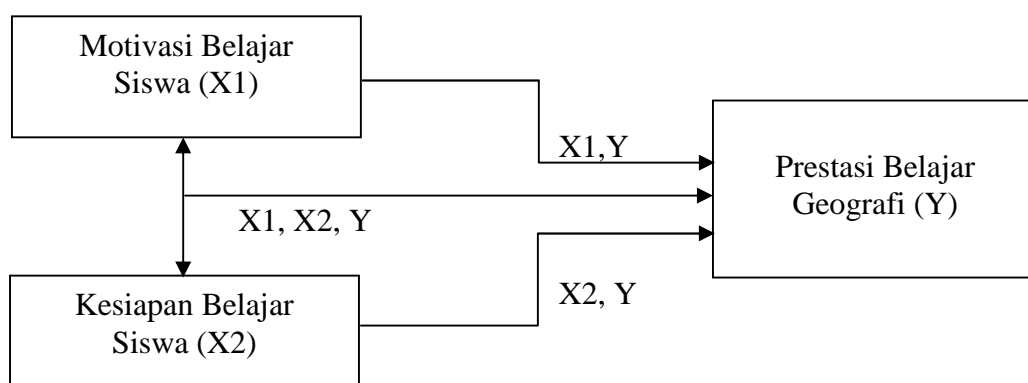 Motivasi Belajar
Siswa (X1)
X1,Y
Prestasi Belajar
Geografi (Y)
X1, X2, Y
Kesiapan Belajar
Siswa (X2)
X2, Y